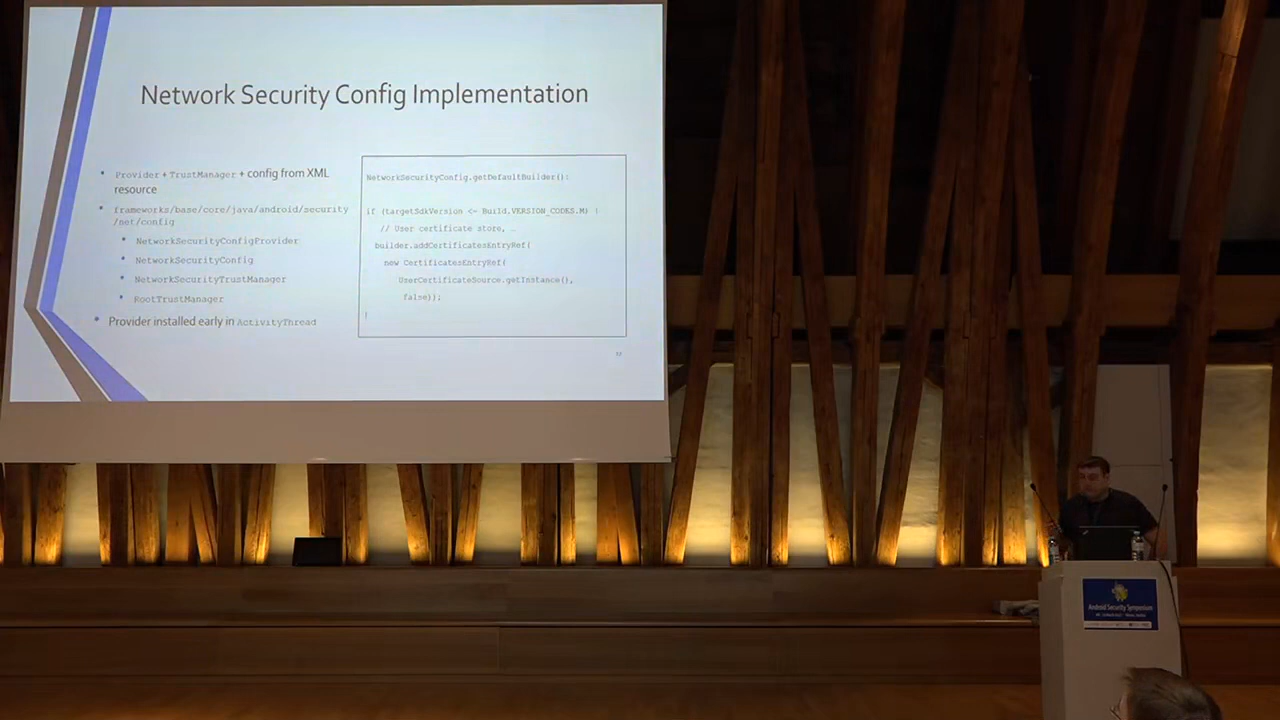 Network Security Config Implementation
• Provider + TrustManager + config from XML
resource
• frameworks/base/core/java/android/security
/net/config
• NetworkSecurityConfigProvider
• NetworkSecurityConfig
• NetworkSecurityTrustManager
• RootTrustManager
• Provider installed early in ActivityThread
NetworkSecurityConfig.getDefaultBuilder():
if (targetSdkVersion <= Build.VERSION_CODES.M) {
// User certificate store, …
builder.addCertificatesEntryRef(
new CertificatesEntryRef(
UserCertificateSource.getInstance(),
false));
}
Android Security Symposium